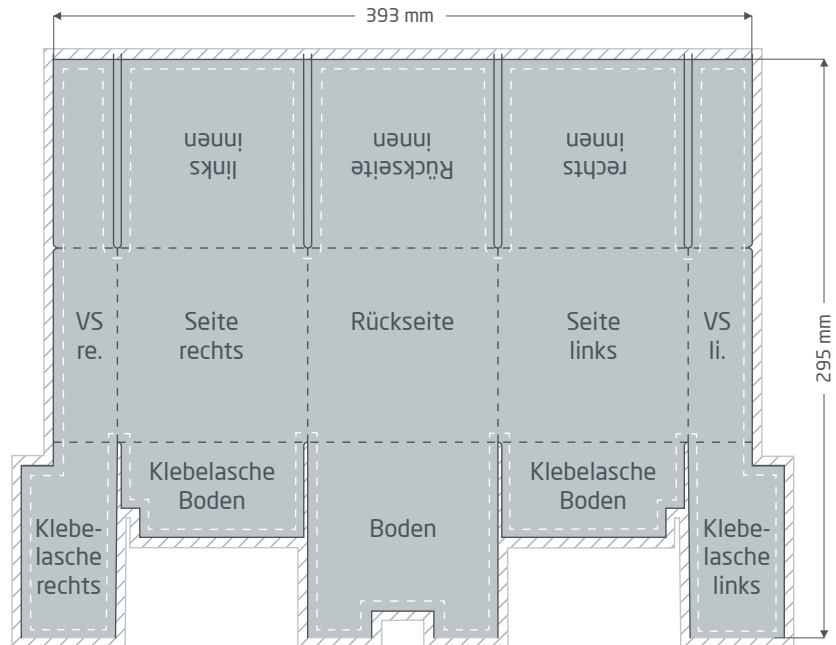 393 mm
links
innen
Rückseite
innen
rechts
innen
VS
re.
Seite
rechts
Rückseite
Seite
links
VS
li.
295 mm
Klebelasche
Boden
Klebelasche
Boden
Klebe-
lasche
rechts
Boden
Klebe-
lasche
links